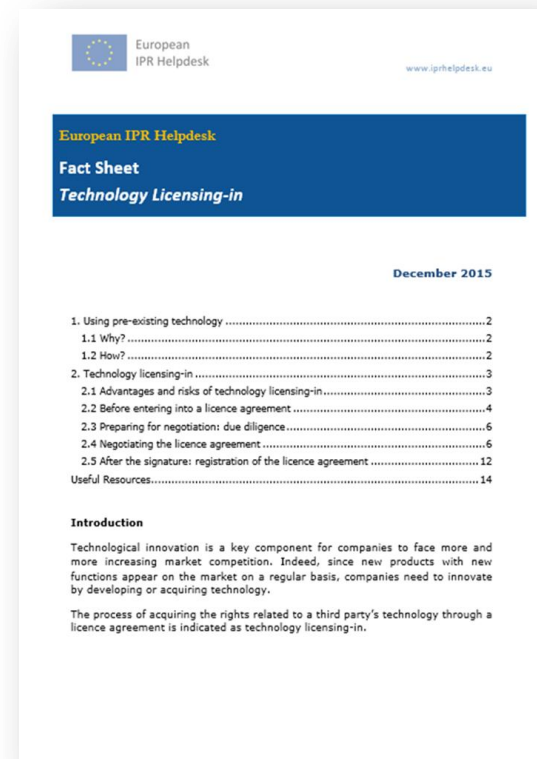 European
IPR Helpdesk
www.iprhelpdesk.eu
European IPR Helpdesk
Fact Sheet
Technology Licensing-in
December 2015
1. Using pre-existing technology ..............................................................................2
1.1 Why?............................................................................................................2
1.2 How?............................................................................................................2
2. Technology licensing-in .......................................................................................3
2.1 Advantages and risks of technology licensing-in.................................................3
2.2 Before entering into a licence agreement ..........................................................4
2.3 Preparing for negotiation: due diligence............................................................6
2.4 Negotiating the licence agreement ...................................................................6
2.5 After the signature: registration of the licence agreement ................................12
Useful Resources..................................................................................................14
Introduction
Technological innovation is a key component for companies to face more and
more increasing market competition. Indeed, since new products with new
functions appear on the market on a regular basis, companies need to innovate
by developing or acquiring technology.
The process of acquiring the rights related to a third party's technology through a
licence agreement is indicated as technology licensing-in.